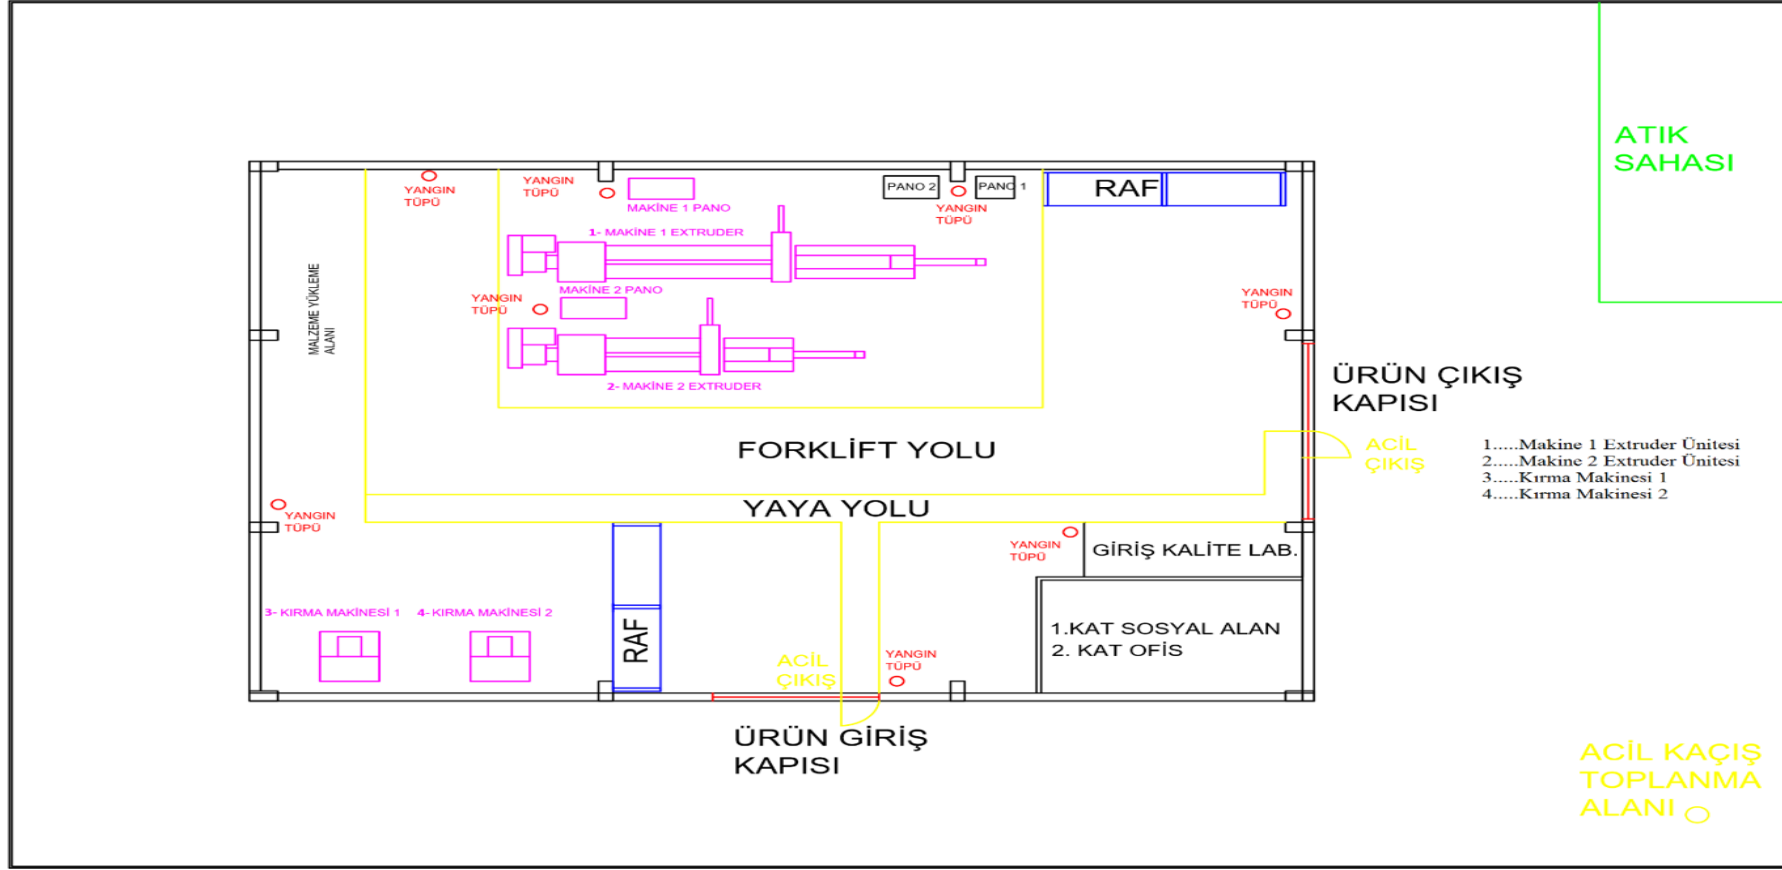 ATIK
SAHASI
YANGIN
TÜPÜ
YANGIN
TÜPÜ
MAKİNE 1 PANO
PANO 2
PANO 1
YANGIN
TÜPÜ
RAF
1- MAKİNE 1 EXTRUDER
MALZEME YÜKLEME
ALANI
YANGIN
TÜPÜ
MAKİNE 2 PANO
YANGIN
TÜPÜ
2- MAKİNE 2 EXTRUDER
ÜRÜN ÇIKIŞ
KAPISI
FORKLİFT YOLU
ACİL
ÇIKIŞ
1.....Makine 1 Extruder Ünitesi
2.....Makine 2 Extruder Ünitesi
3.....Kırma Makinesi 1
4.....Kırma Makinesi 2
YAYA YOLU
YANGIN
TÜPÜ
YANGIN
TÜPÜ
GİRİŞ KALİTE LAB.
3- KIRMA MAKİNESİ 1
4- KIRMA MAKİNESİ 2
RAF
1.KAT SOSYAL ALAN
2. KAT OFİS
ACİL
ÇIKIŞ
YANGIN
TÜPÜ
ÜRÜN GİRİŞ
KAPISI
ACİL KAÇIŞ
TOPLANMA
ALANI